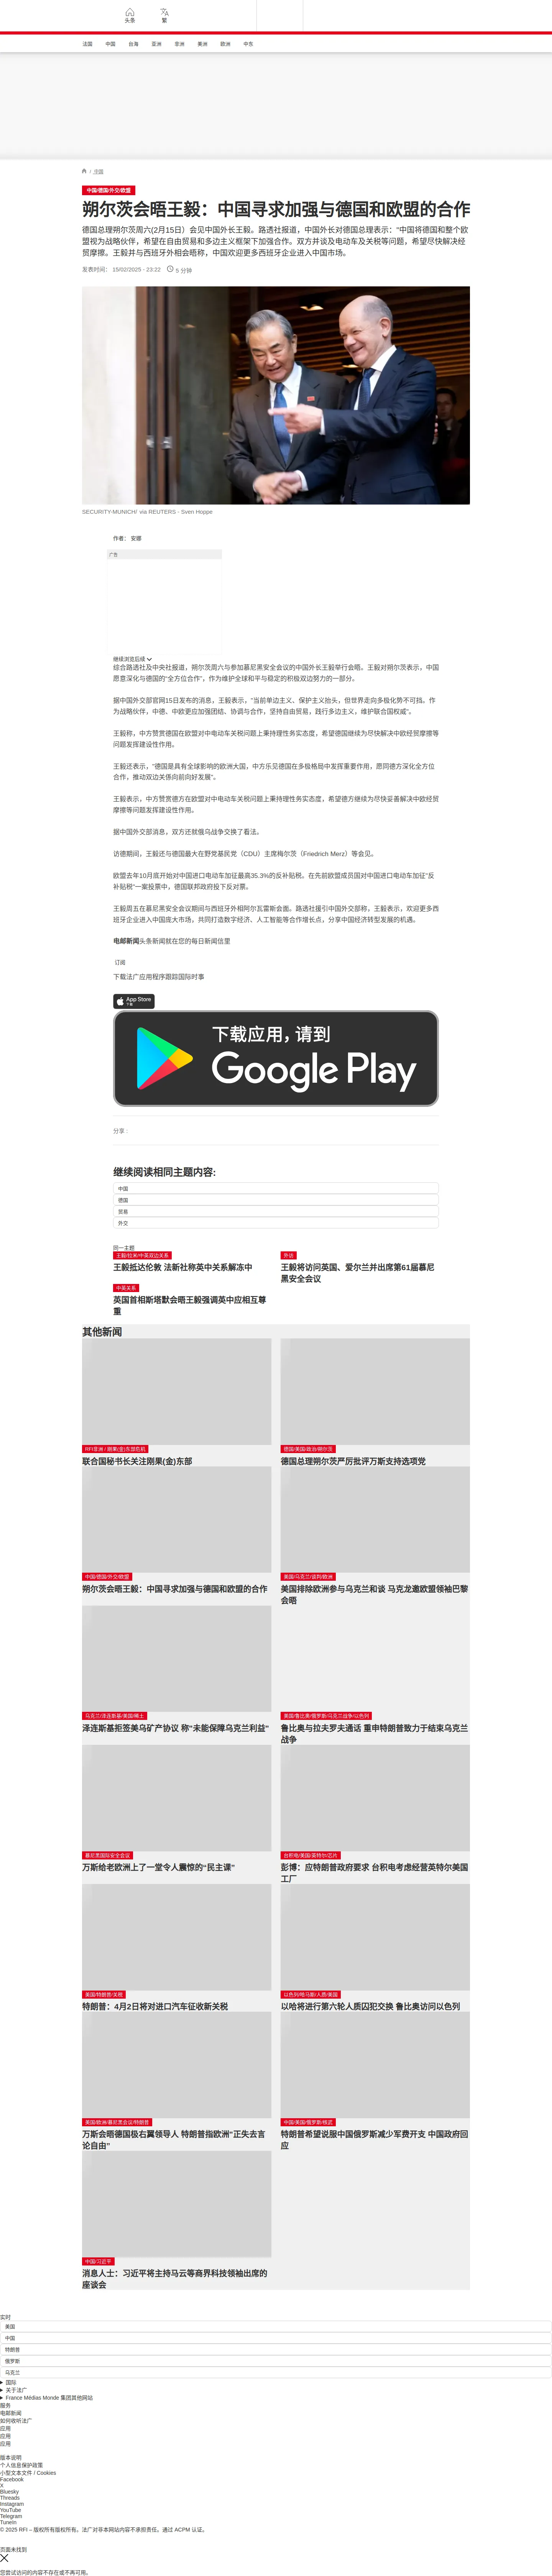 头条
繁
法国
中国
台海
亚洲
非洲
美洲
欧洲
中东
/ 中国
中国/德国/外交/欧盟
朔尔茨会晤王毅：中国寻求加强与德国和欧盟的合作
德国总理朔尔茨周六(2月15日）会见中国外长王毅。路透社报道，中国外长对德国总理表示："中国将德国和整个欧
盟视为战略伙伴，希望在自由贸易和多边主义框架下加强合作。双方并谈及电动车及关税等问题，希望尽快解决经
贸摩擦。王毅并与西班牙外相会晤称，中国欢迎更多西班牙企业进入中国市场。
发表时间： 15/02/2025 - 23:22
5 分钟
SECURITY-MUNICH/ via REUTERS - Sven Hoppe
作者： 安娜
广告
继续浏览后续
综合路透社及中央社报道，朔尔茨周六与参加慕尼黑安全会议的中国外长王毅举行会晤。王毅对朔尔茨表示，中国
愿意深化与德国的“全方位合作”，作为维护全球和平与稳定的积极双边努力的一部分。
据中国外交部官网15日发布的消息，王毅表示，"当前单边主义、保护主义抬头，但世界走向多极化势不可挡。作
为战略伙伴，中德、中欧更应加强团结、协调与合作，坚持自由贸易，践行多边主义，维护联合国权威"。
王毅称，中方赞赏德国在欧盟对中电动车关税问题上秉持理性务实态度，希望德国继续为尽快解决中欧经贸摩擦等
问题发挥建设性作用。
王毅还表示，"德国是具有全球影响的欧洲大国，中方乐见德国在多极格局中发挥重要作用，愿同德方深化全方位
合作，推动双边关系向前向好发展"。
王毅表示，中方赞赏德方在欧盟对中电动车关税问题上秉持理性务实态度，希望德方继续为尽快妥善解决中欧经贸
摩擦等问题发挥建设性作用。
据中国外交部消息，双方还就俄乌战争交换了看法。
访德期间，王毅还与德国最大在野党基民党（CDU）主席梅尔茨（Friedrich Merz）等会见。
欧盟去年10月底开始对中国进口电动车加征最高35.3%的反补贴税。在先前欧盟成员国对中国进口电动车加征"反
补贴税"一案投票中，德国联邦政府投下反对票。
王毅周五在慕尼黑安全会议期间与西班牙外相阿尔瓦雷斯会面。路透社援引中国外交部称，王毅表示，欢迎更多西
班牙企业进入中国庞大市场，共同打造数字经济、人工智能等合作增长点，分享中国经济转型发展的机遇。
电邮新闻头条新闻就在您的每日新闻信里
订阅
下载法广应用程序跟踪国际时事
App Store
下载
下载应用，请到
Google Play
分享 :
继续阅读相同主题内容:
中国
德国
贸易
外交
同一主题
王毅/拉米/中英双边关系
王毅抵达伦敦 法新社称英中关系解冻中
外访
王毅将访问英国、爱尔兰并出席第61届慕尼
黑安全会议
中英关系
英国首相斯塔默会晤王毅强调英中应相互尊
重
其他新闻
RFI非洲 / 刚果(金)东部危机
联合国秘书长关注刚果(金)东部
德国/美国/政治/朔尔茨
德国总理朔尔茨严厉批评万斯支持选项党
中国/德国/外交/欧盟
朔尔茨会晤王毅：中国寻求加强与德国和欧盟的合作
美国/乌克兰/谈判/欧洲
美国排除欧洲参与乌克兰和谈 马克龙邀欧盟领袖巴黎
会晤
乌克兰/泽连斯基/美国/稀土
泽连斯基拒签美乌矿产协议 称"未能保障乌克兰利益"
美国/鲁比奥/俄罗斯/乌克兰战争/以色列
鲁比奥与拉夫罗夫通话 重申特朗普致力于结束乌克兰
战争
慕尼黑国际安全会议
万斯给老欧洲上了一堂令人震惊的“民主课”
台积电/美国/英特尔/芯片
彭博：应特朗普政府要求 台积电考虑经营英特尔美国
工厂
美国/特朗普/关税
特朗普：4月2日将对进口汽车征收新关税
以色列/哈马斯/人质/美国
以哈将进行第六轮人质囚犯交换 鲁比奥访问以色列
美国/欧洲/慕尼黑会议/特朗普
万斯会晤德国极右翼领导人 特朗普指欧洲"正失去言
论自由"
中国/美国/俄罗斯/核武
特朗普希望说服中国俄罗斯减少军费开支 中国政府回
应
中国/习近平
消息人士：习近平将主持马云等商界科技领袖出席的
座谈会
实时
美国
中国
特朗普
俄罗斯
乌克兰
国际
关于法广
France Médias Monde 集团其他网站
服务
电邮新闻
如何收听法广
应用
应用
应用
版本说明
个人信息保护政策
小型文本文件 / Cookies
Facebook
X
Bluesky
Threads
Instagram
YouTube
Telegram
TuneIn
© 2025 RFI – 版权所有版权所有。法广对非本网站内容不承担责任。通过 ACPM 认证。
页面未找到
您尝试访问的内容不存在或不再可用。